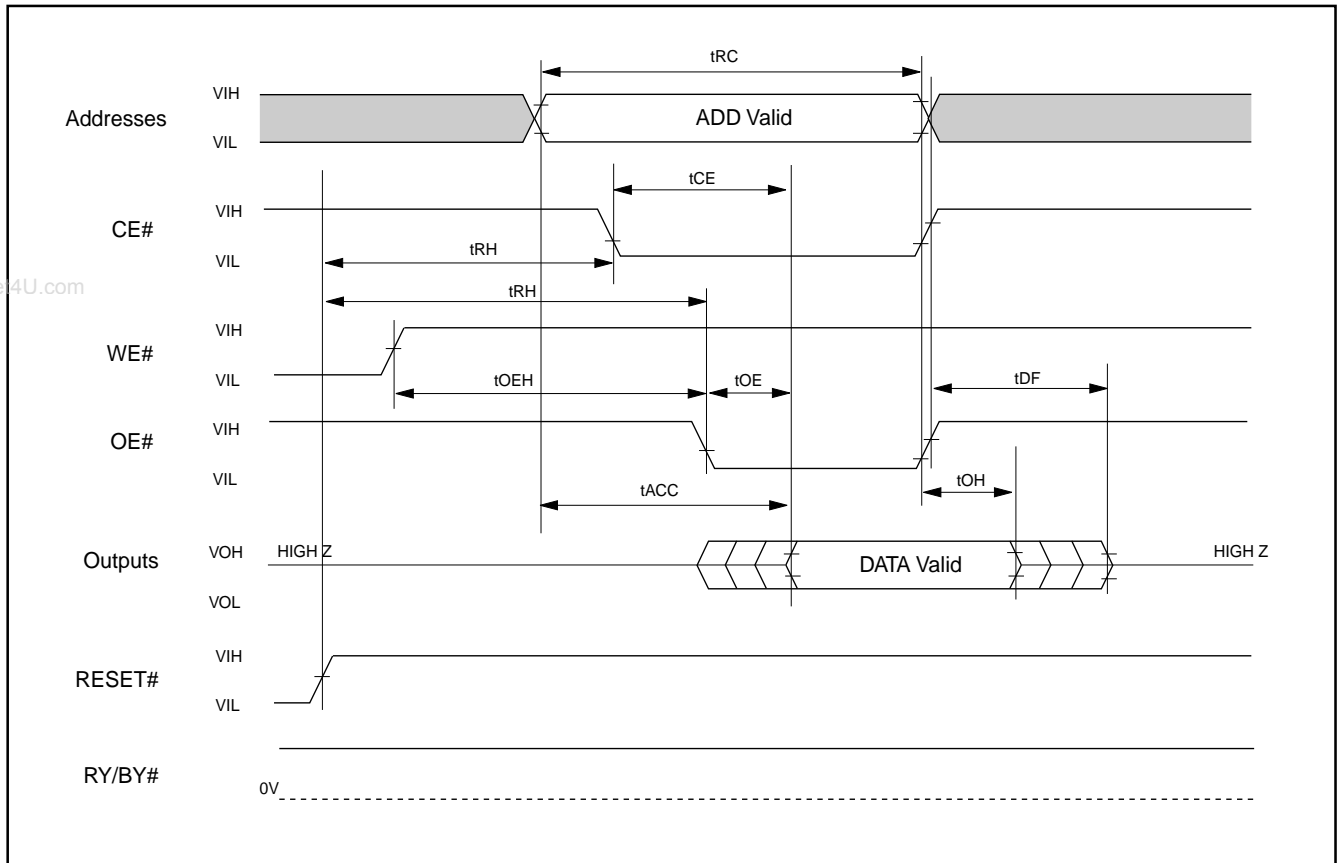 tRC
Addresses
VIH
ADD Valid
VIL
tCE
CE#
VIH
VIL
tRH
tRH
WE#
VIH
VIL
tOEH
tOE
tDF
OE#
VIH
VIL
tACC
tOH
Outputs
VOH
HIGH Z
DATA Valid
HIGH Z
VOL
RESET#
VIH
VIL
RY/BY#
0V
4U.com